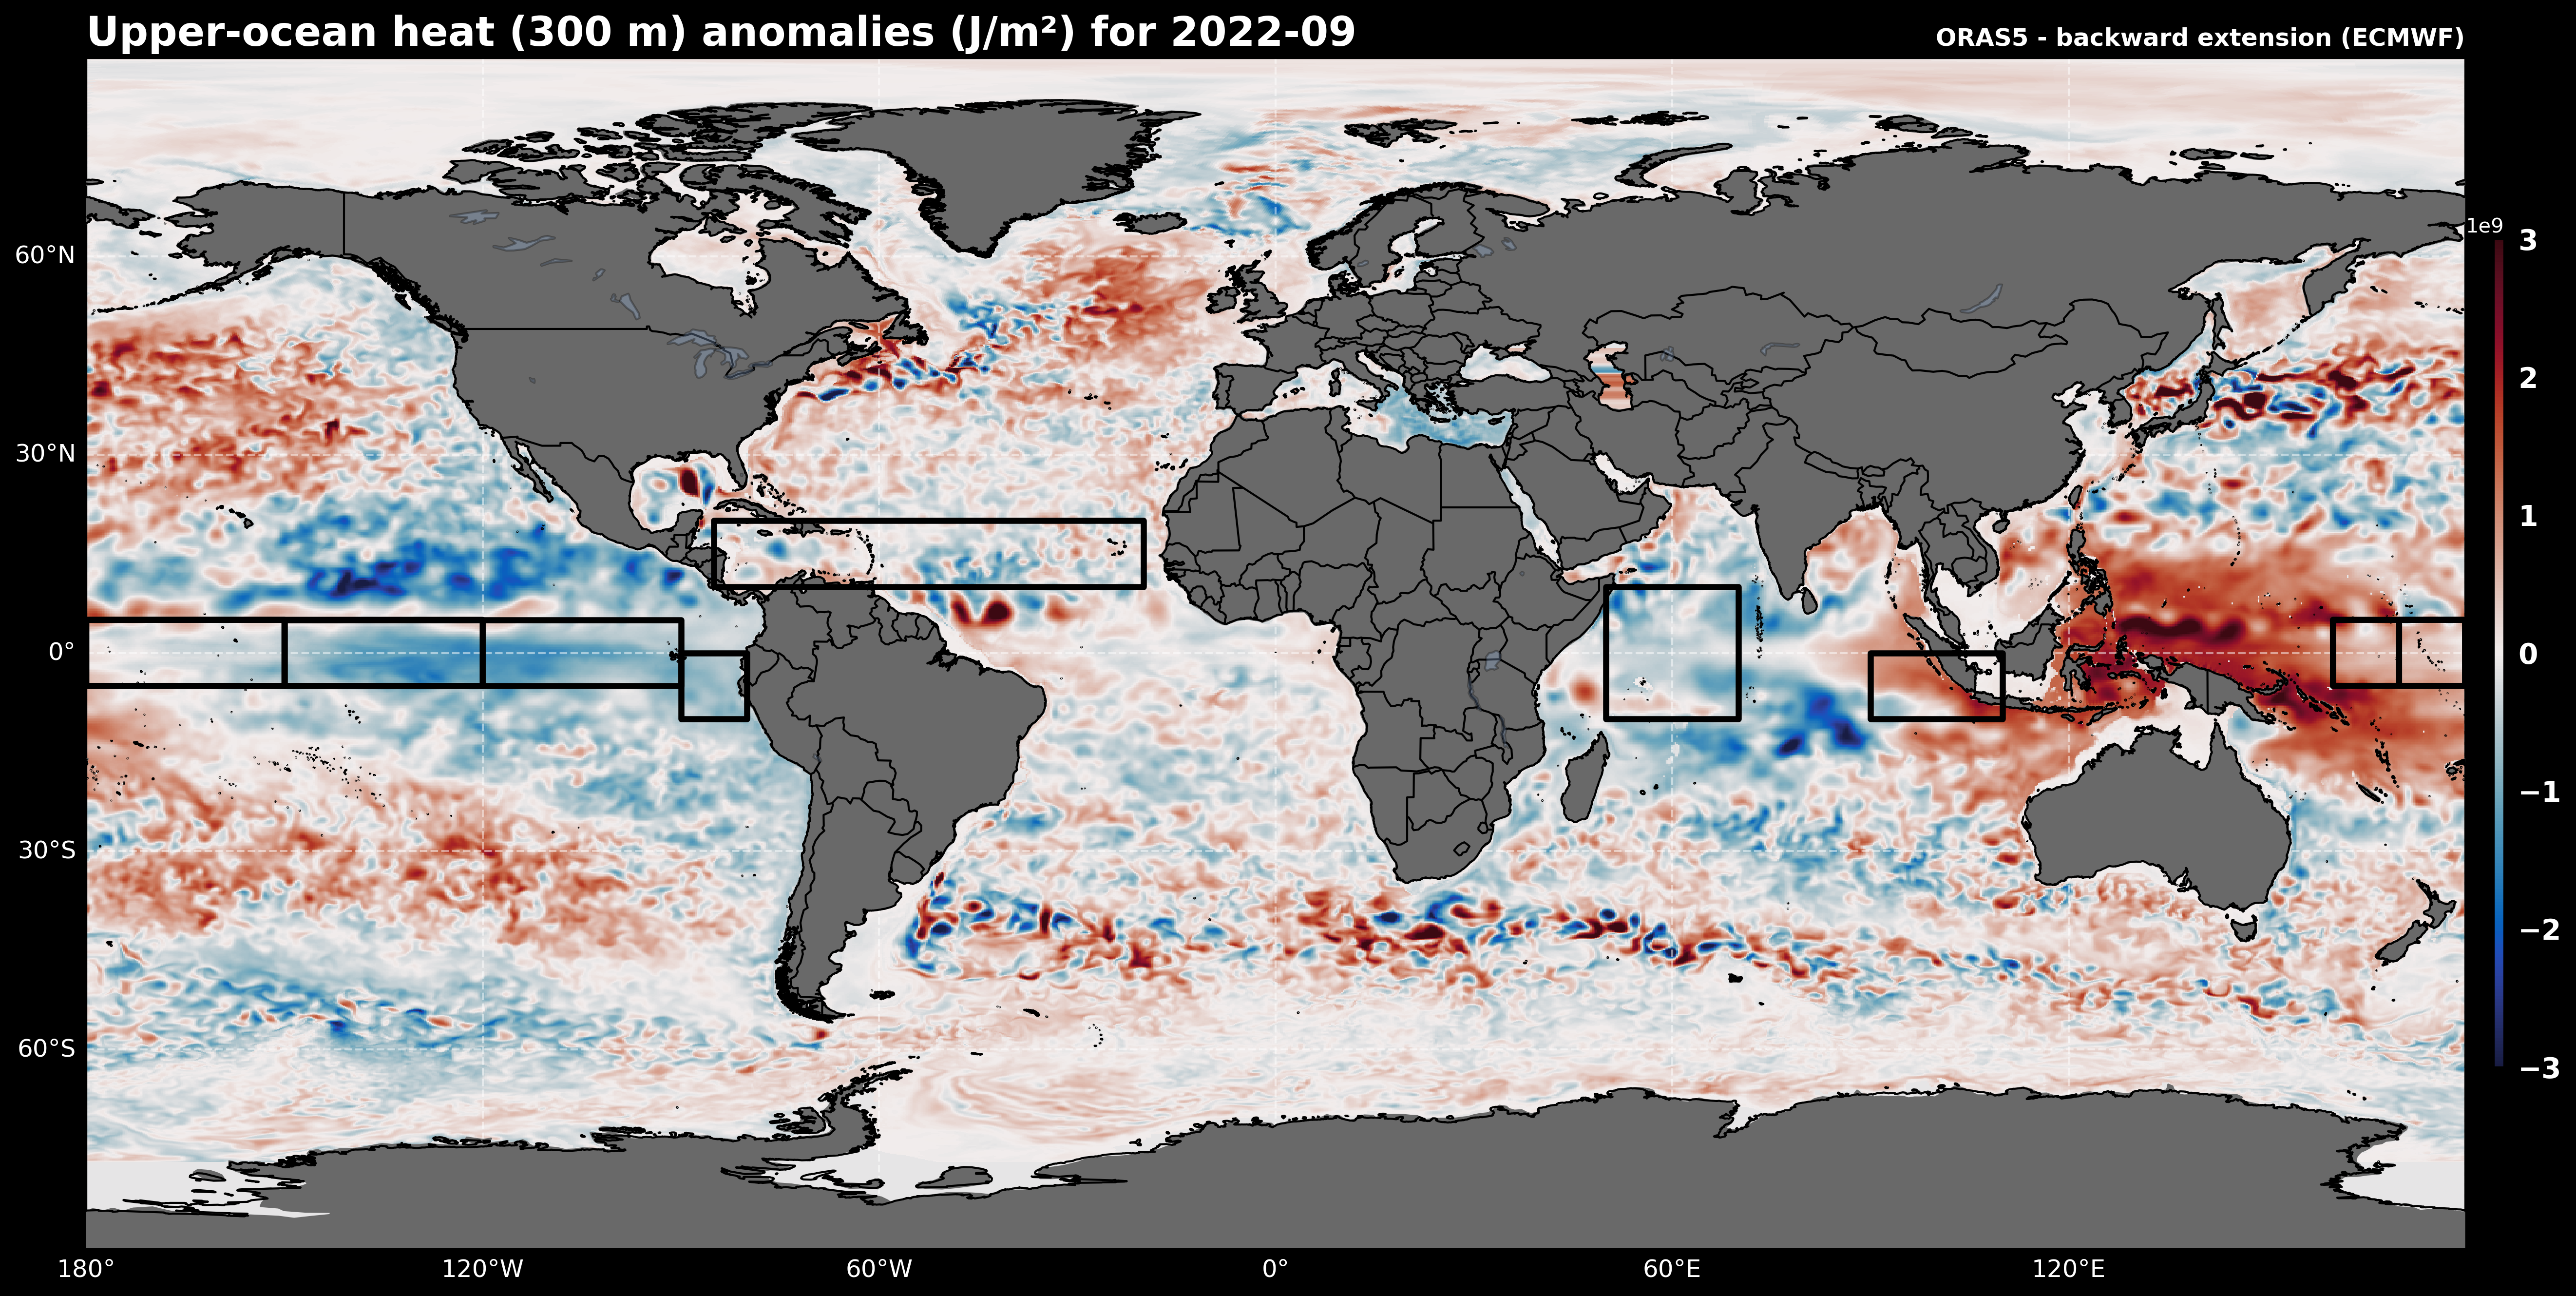 Upper-ocean heat (300 m) anomalies (J/m²) for 2022-09
ORAS5 - backward extension (ECMWF)
1e9
3
2
1
0
−1
−2
−3
60°N
30°N
0°
30°S
60°S
180°
120°W
60°W
0°
60°E
120°E